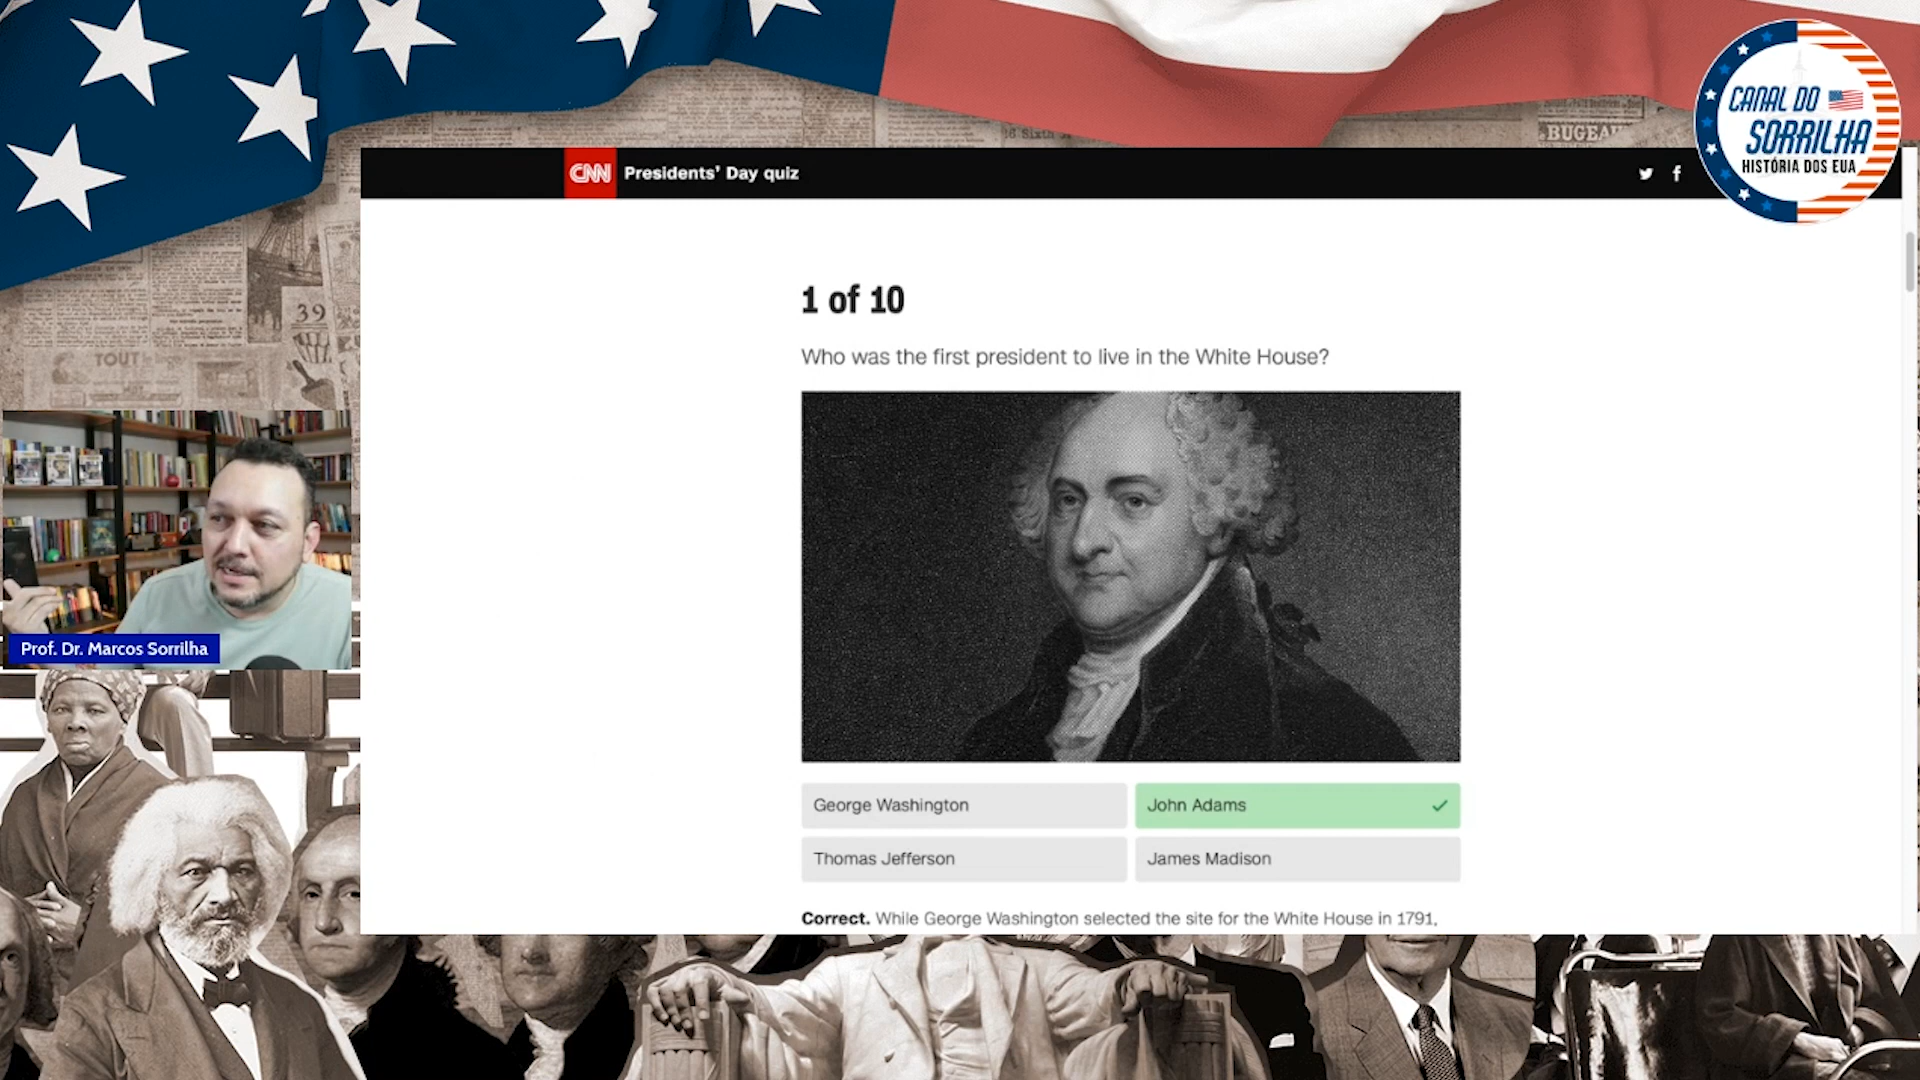 CANAL DO
SORRILHA
HISTÓRIA DOS EUA
BUGEAU
39
TOUT
CNN Presidents' Day quiz
1 of 10
Who was the first president to live in the White House?
George Washington
John Adams
Thomas Jefferson
James Madison
Correct. While George Washington selected the site for the White House in 1791,
Prof. Dr. Marcos Sorrilha